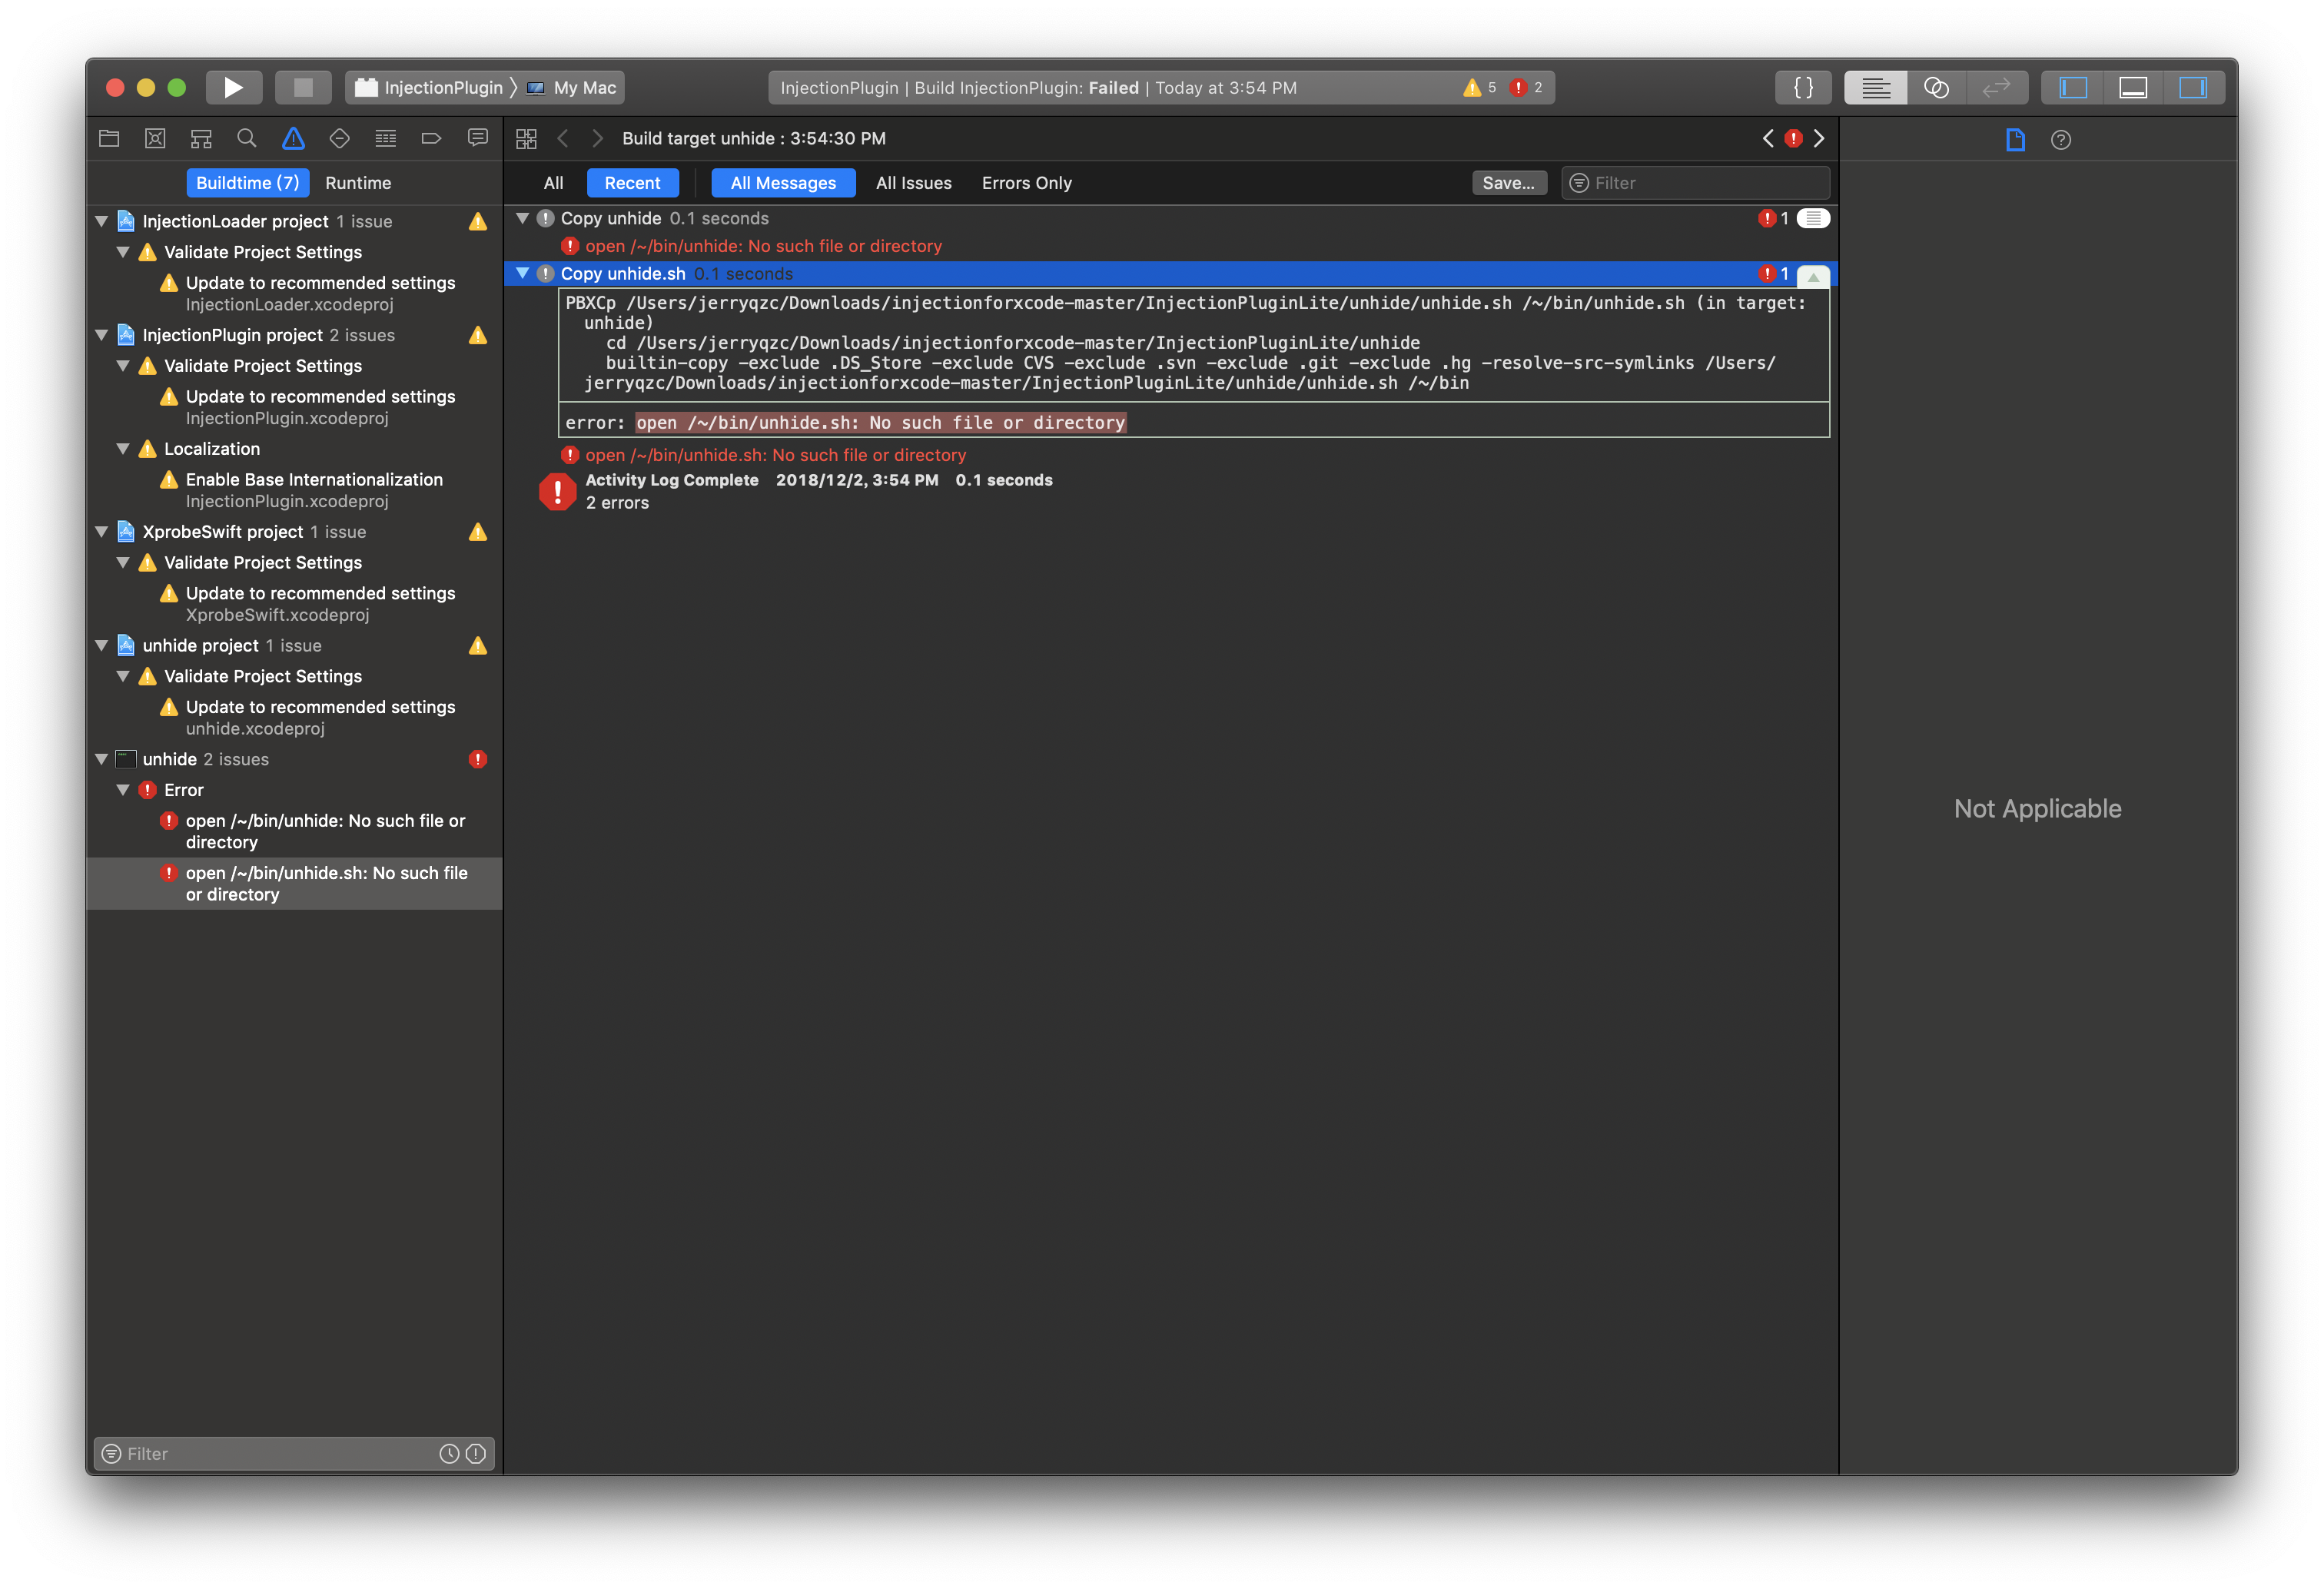 InjectionPlugin 〉 My Mac
InjectionPlugin | Build InjectionPlugin: Failed | Today at 3:54 PM
5
2
{ }
Build target unhide : 3:54:30 PM
Buildtime (7)
Runtime
All
Recent
All Messages
All Issues
Errors Only
Save...
Filter
InjectionLoader project 1 issue
Validate Project Settings
Update to recommended settings
InjectionLoader.xcodeproj
InjectionPlugin project 2 issues
Validate Project Settings
Update to recommended settings
InjectionPlugin.xcodeproj
Localization
Enable Base Internationalization
InjectionPlugin.xcodeproj
XprobeSwift project 1 issue
Validate Project Settings
Update to recommended settings
XprobeSwift.xcodeproj
unhide project 1 issue
Validate Project Settings
Update to recommended settings
unhide.xcodeproj
unhide 2 issues
Error
open /~/bin/unhide: No such file or
directory
open /~/bin/unhide.sh: No such file
or directory
Filter
Copy unhide 0.1 seconds
1
open /~/bin/unhide: No such file or directory
Copy unhide.sh 0.1 seconds
1
PBXCp /Users/jerryqzc/Downloads/injectionforxcode-master/InjectionPluginLite/unhide/unhide.sh /~/bin/unhide.sh (in target:
unhide)
cd /Users/jerryqzc/Downloads/injectionforxcode-master/InjectionPluginLite/unhide
builtin-copy -exclude .DS_Store -exclude CVS -exclude .svn -exclude .git -exclude .hg -resolve-src-symlinks /Users/
jerryqzc/Downloads/injectionforxcode-master/InjectionPluginLite/unhide/unhide.sh /~/bin
error: open /~/bin/unhide.sh: No such file or directory
open /~/bin/unhide.sh: No such file or directory
Activity Log Complete 2018/12/2, 3:54 PM 0.1 seconds
2 errors
Not Applicable